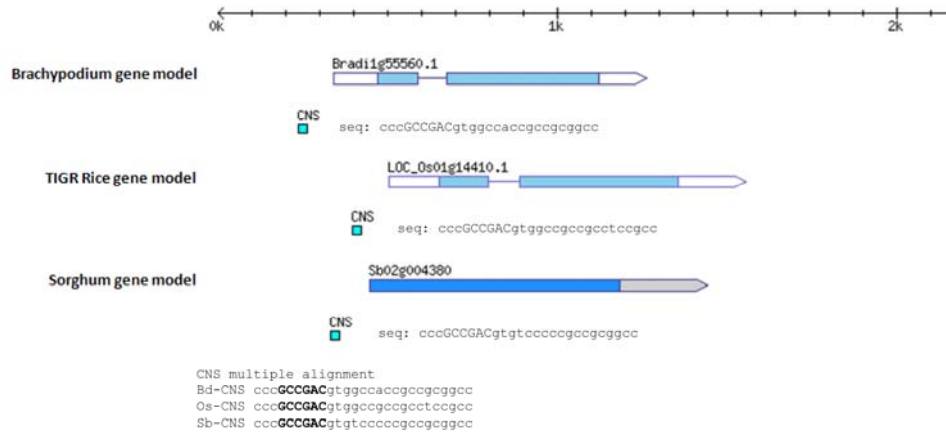 0k 1k 2k
Brachypodium gene model
Bradi1g55560.1
CNS
seq: cccGCCGACgtggccaccgccgcggcc
TIGR Rice gene model
LOC_Os01g14410.1
CNS
seq: cccGCCGACgtggccgccgcctccgcc
Sorghum gene model
Sb02g004380
CNS
seq: cccGCCGACgtgtcccccgccgcggcc
CNS multiple alignment
Bd-CNS cccGCCGACgtggccaccgccgcggcc
Os-CNS cccGCCGACgtggccgccgcctccgcc
Sb-CNS cccGCCGACgtgtcccccgccgcggcc